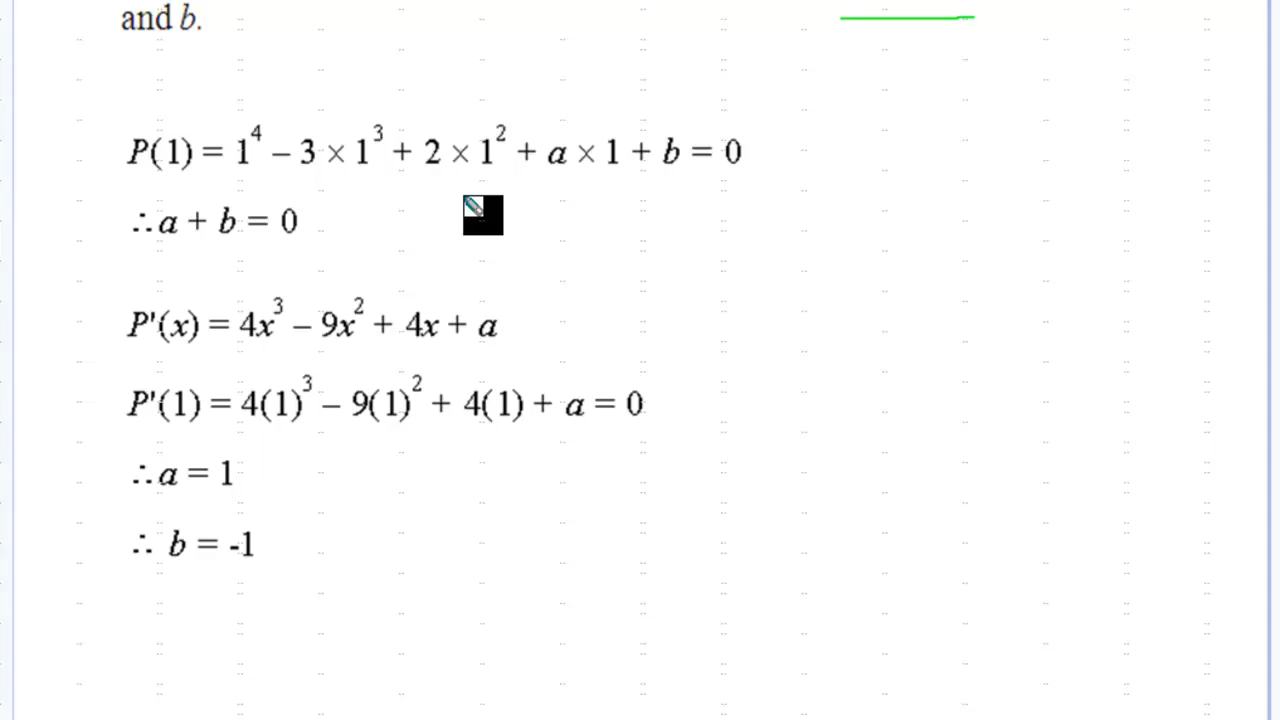 and b.
P(1) = 1⁴ – 3 × 1³ + 2 × 1² + a × 1 + b = 0
∴ a + b = 0
P'(x) = 4x³ – 9x² + 4x + a
P'(1) = 4(1)³ – 9(1)² + 4(1) + a = 0
∴ a = 1
∴ b = -1